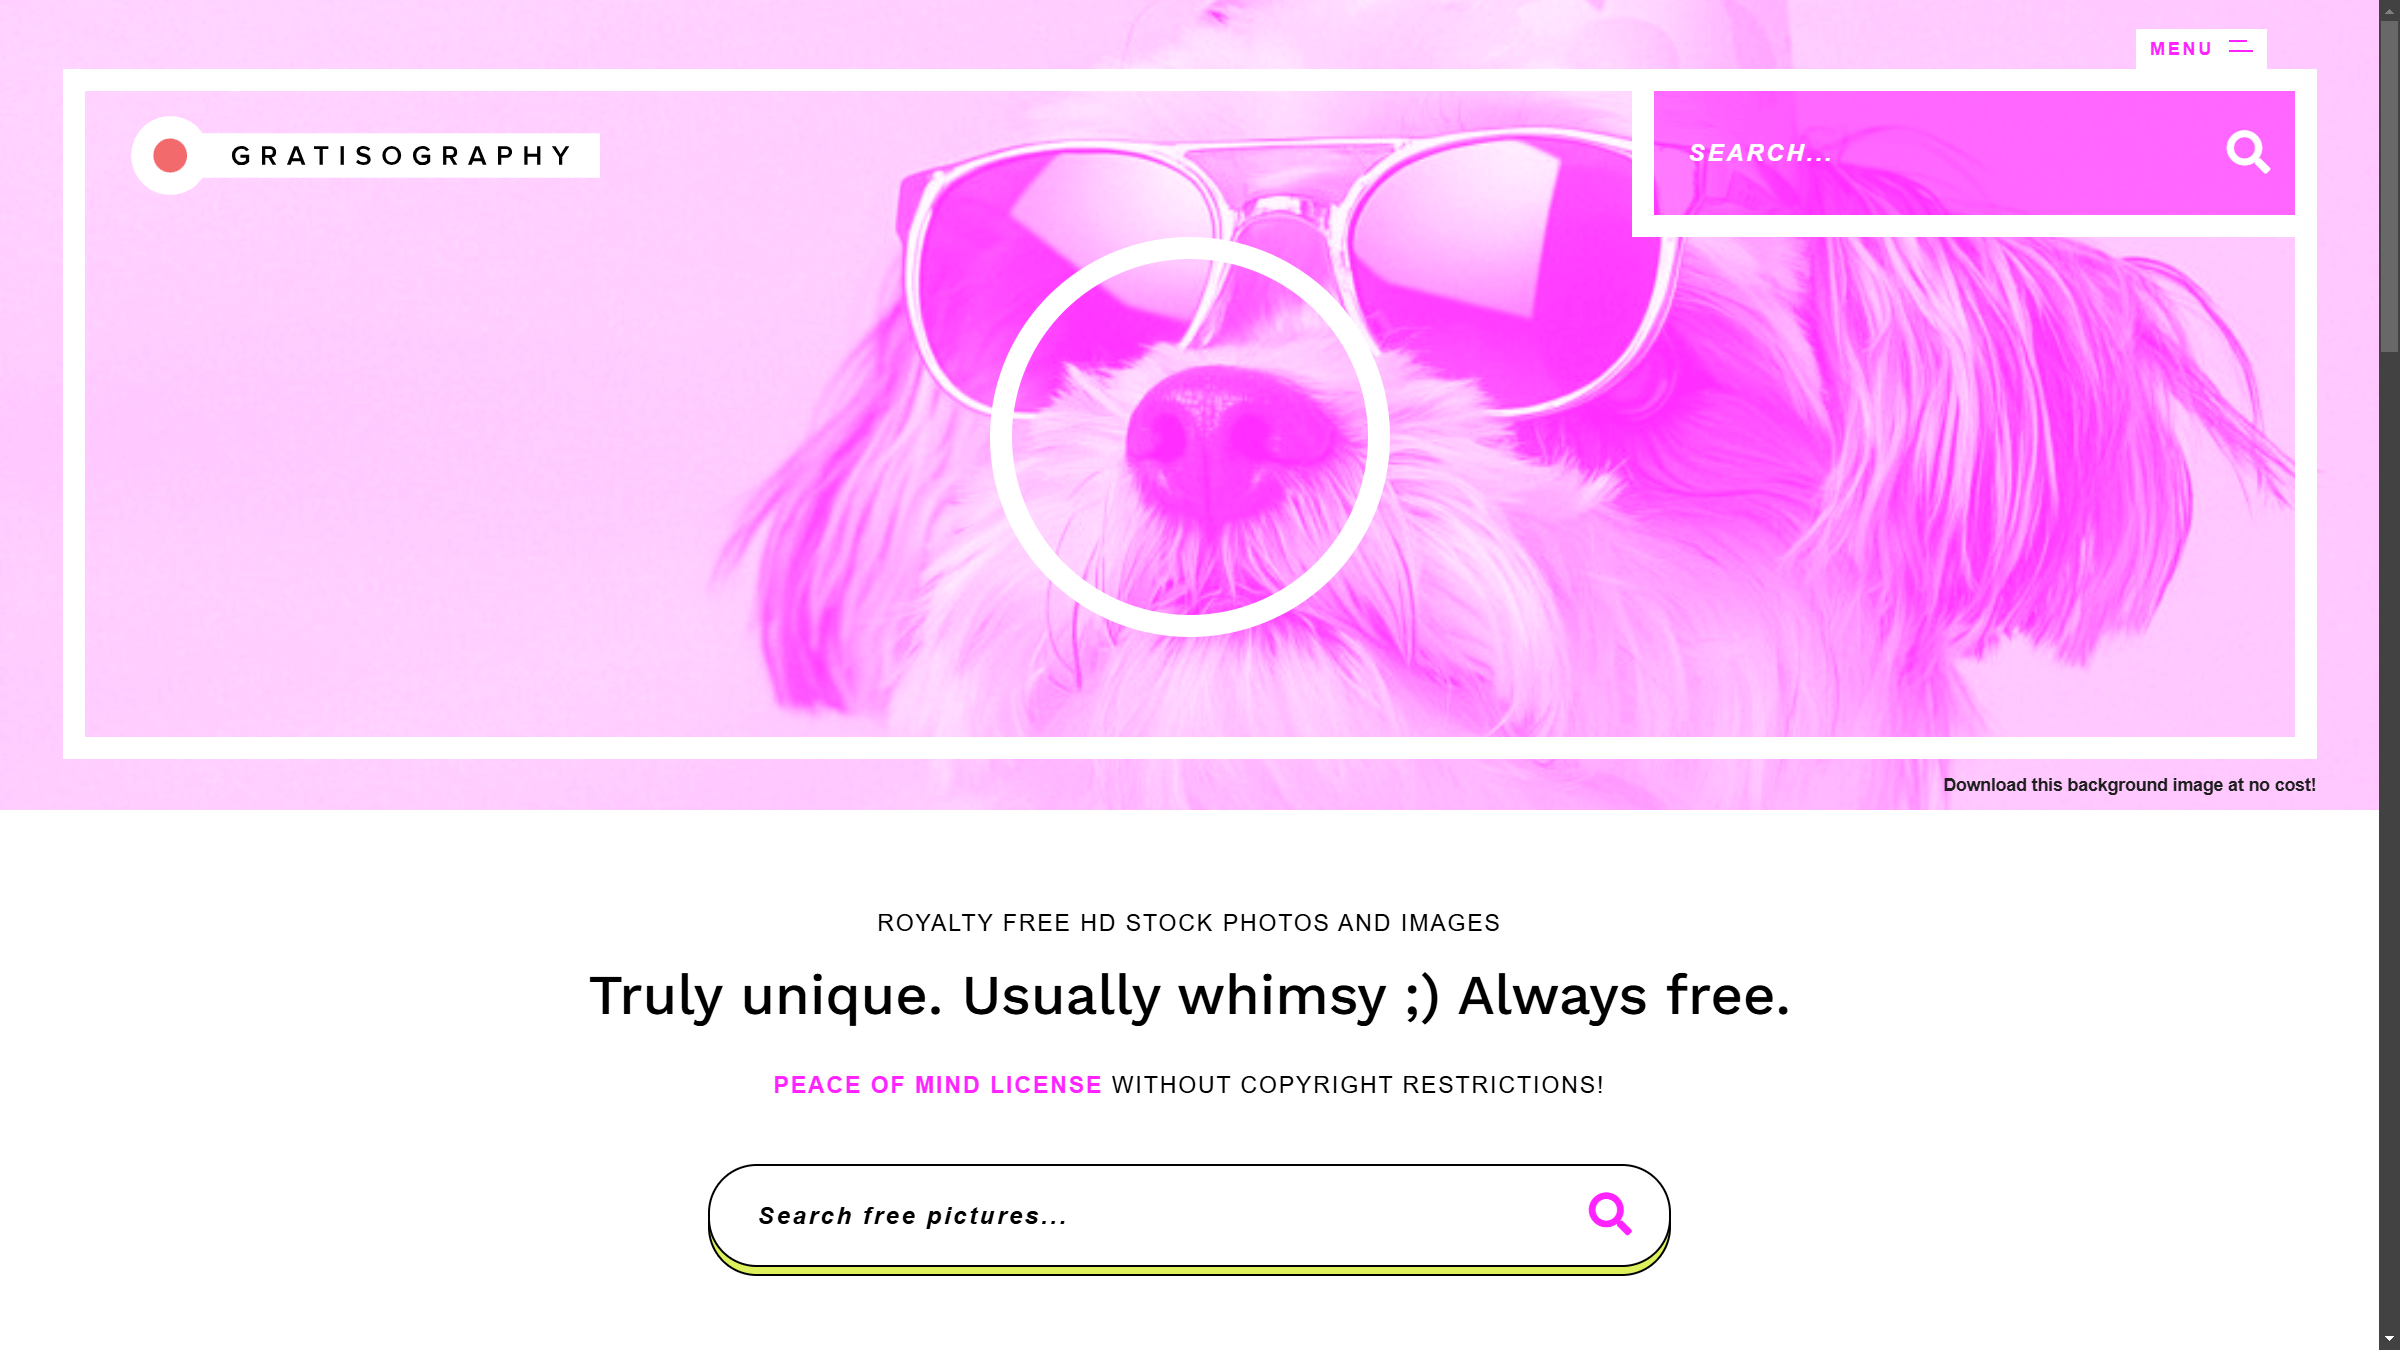 MENU
GRATISOGRAPHY
SEARCH...
Download this background image at no cost!
ROYALTY FREE HD STOCK PHOTOS AND IMAGES
Truly unique. Usually whimsy ;) Always free.
PEACE OF MIND LICENSE WITHOUT COPYRIGHT RESTRICTIONS!
Search free pictures...